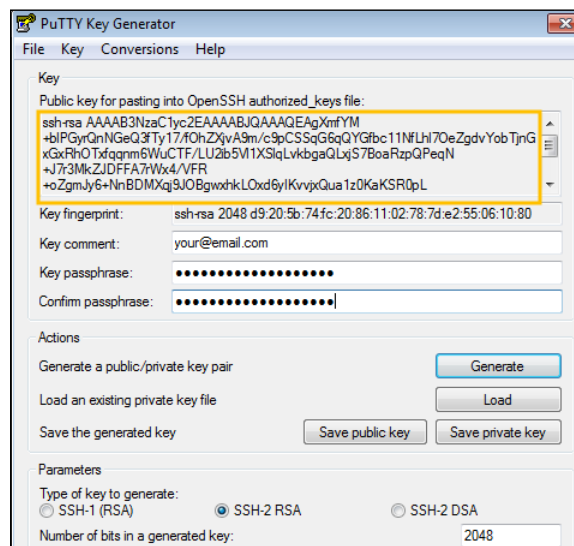 PuTTY Key Generator
File Key Conversions Help
Key
Public key for pasting into OpenSSH authorized_keys file:
ssh-rsa AAAAB3NzaC1yc2EAAAABJQAAAQEAgXmfYM
+blPGyrQnNGeQ3fTy17/fOhZXjvA9m/c9pCSSqG6qQYGfbc11NfLhI7OeZgdvYobTjnG
xGxRhOTxfqqnm6WuCTF/LU2ib5Vl1XSlqLvkbgaQLxjS7BoaRzpQPeqN
+J7r3MkZJDFFA7rWx4/VFR
+oZgmJy6+NnBDMXqj9JOBgwxhkLOxd6ylKvvjxQua1z0KaKSR0pL
Key fingerprint: ssh-rsa 2048 d9:20:5b:74:fc:20:86:11:02:78:7d:e2:55:06:10:80
Key comment: your@email.com
Key passphrase: ●●●●●●●●●●●●●●●●●●●
Confirm passphrase: ●●●●●●●●●●●●●●●●●●●
Actions
Generate a public/private key pair Generate
Load an existing private key file Load
Save the generated key Save public key Save private key
Parameters
Type of key to generate:
SSH-1 (RSA) SSH-2 RSA SSH-2 DSA
Number of bits in a generated key: 2048